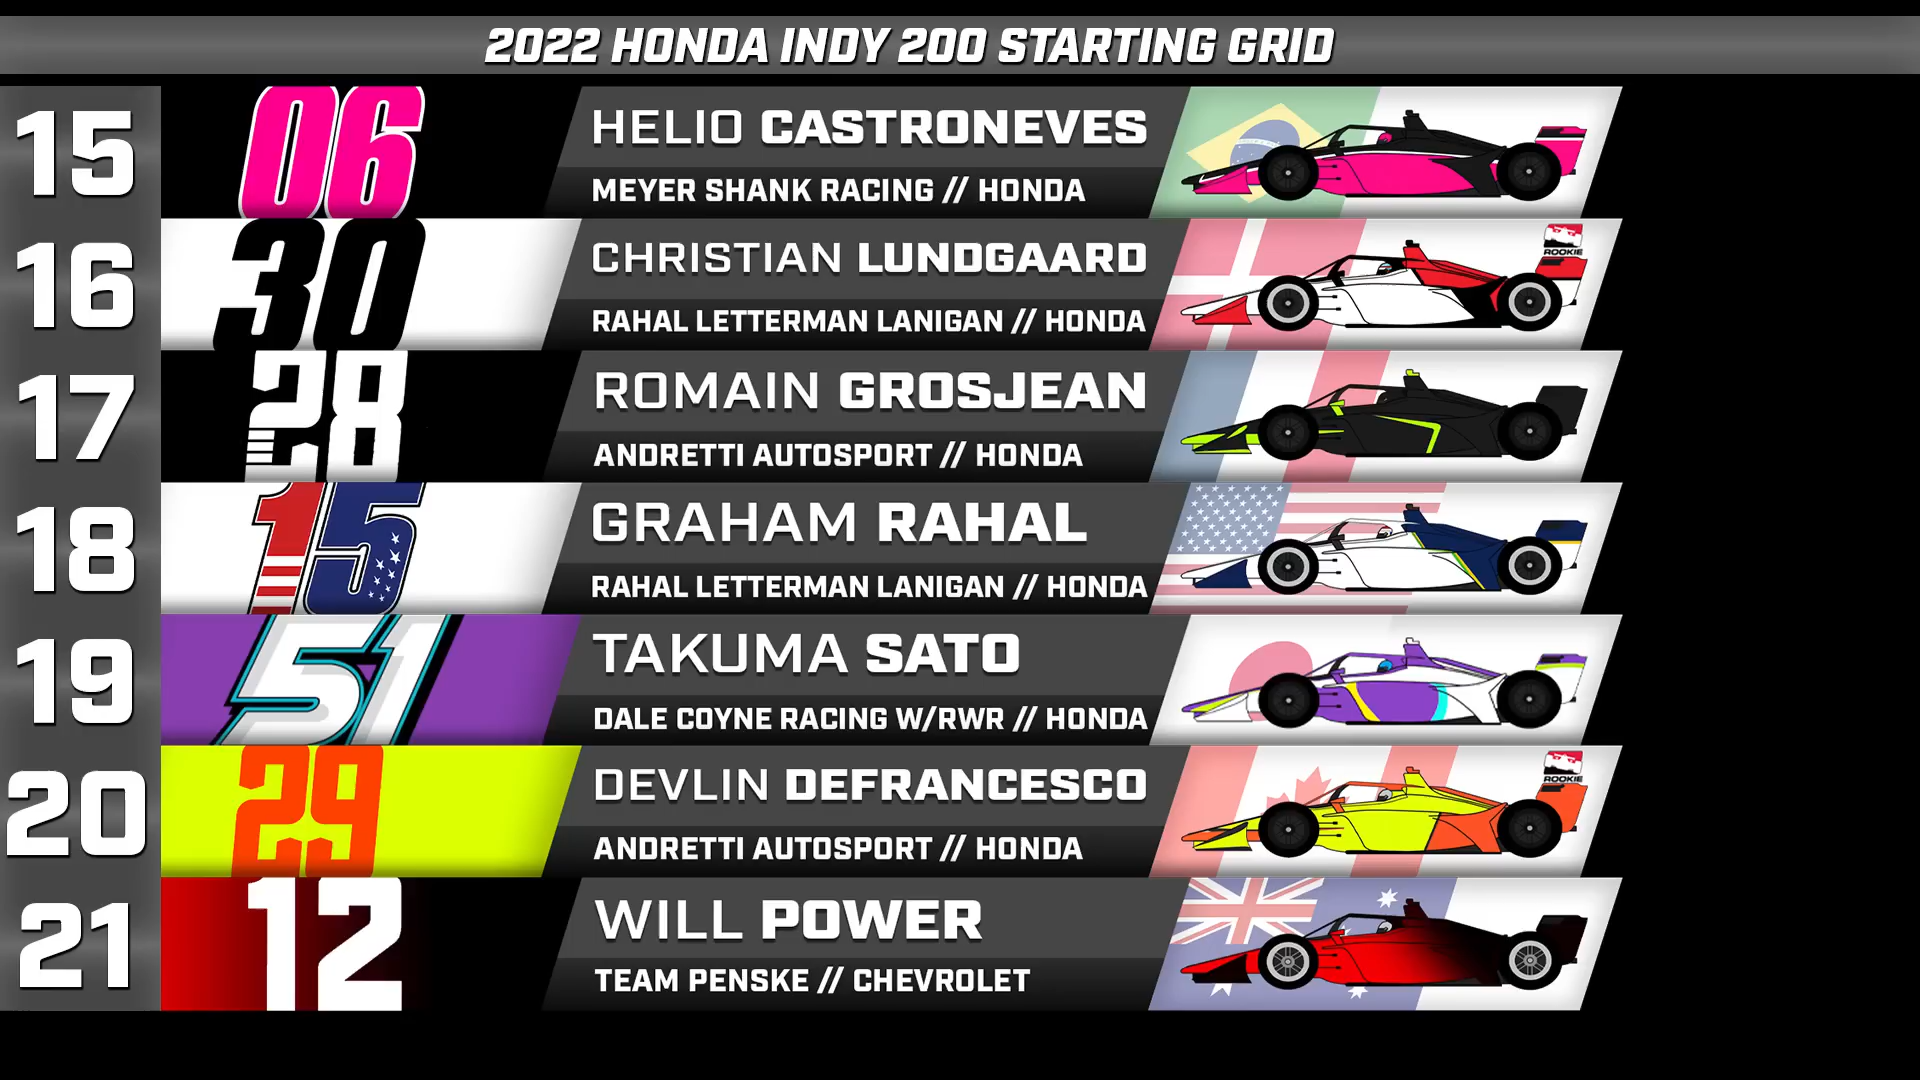 2022 HONDA INDY 200 STARTING GRID
15
06
HELIO CASTRONEVES
MEYER SHANK RACING // HONDA
16
30
CHRISTIAN LUNDGAARD
RAHAL LETTERMAN LANIGAN // HONDA
ROOKIE
17
28
ROMAIN GROSJEAN
ANDRETTI AUTOSPORT // HONDA
18
15
GRAHAM RAHAL
RAHAL LETTERMAN LANIGAN // HONDA
19
51
TAKUMA SATO
DALE COYNE RACING W/RWR // HONDA
20
29
DEVLIN DEFRANCESCO
ANDRETTI AUTOSPORT // HONDA
ROOKIE
21
12
WILL POWER
TEAM PENSKE // CHEVROLET